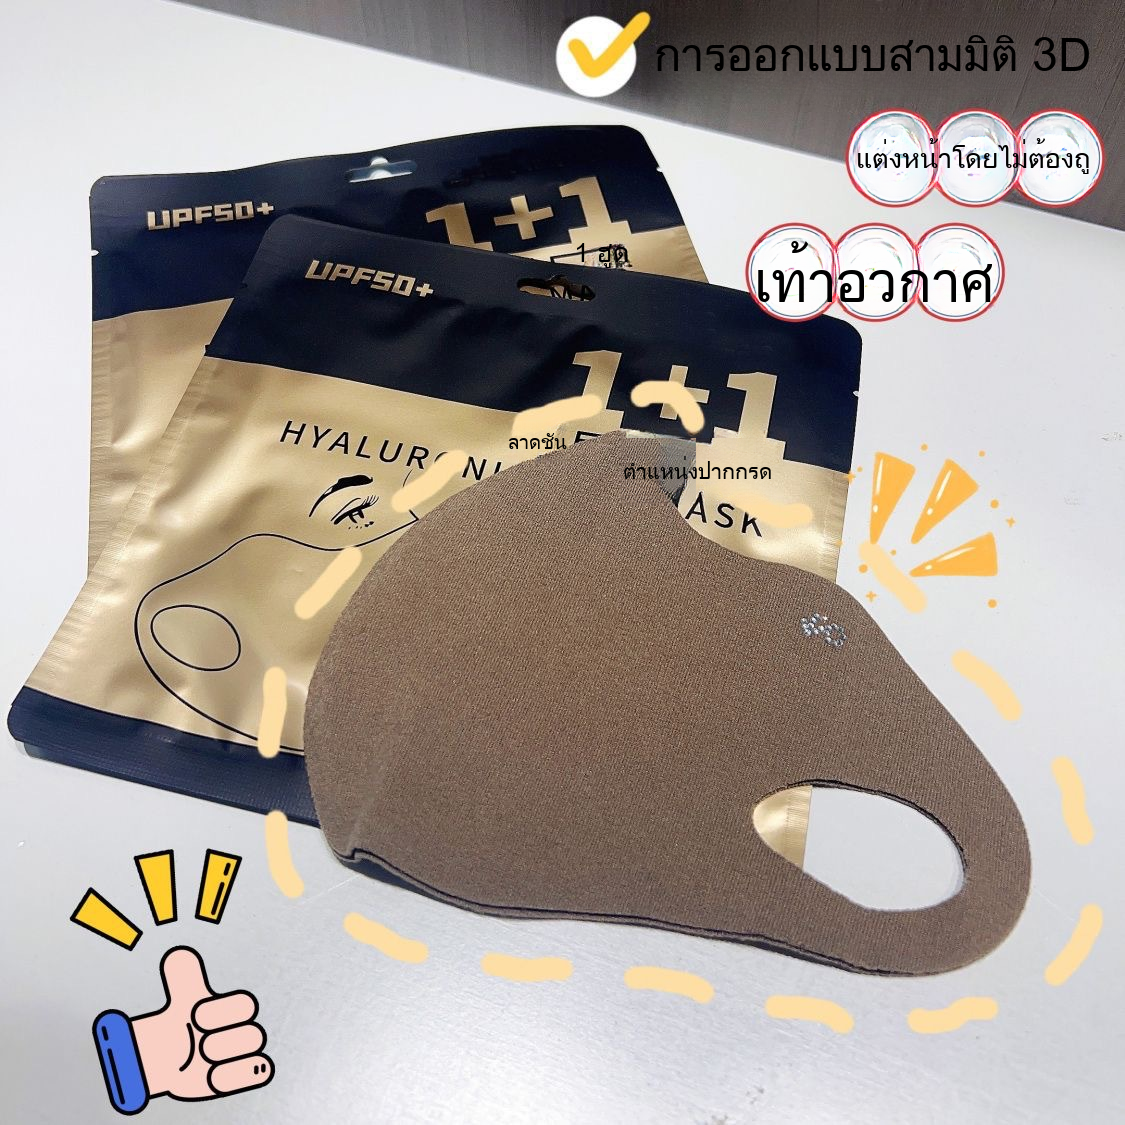 การออกแบบสามมิติ 3D
แต่งหน้าโดยไม่ต้องถู
เท้าอวกาศ
UPF50+
1+1
1 ฮูด
UPF50+
1+1
ลาดชัน
ตำแหน่งปากกรด
HYALURONI
ASK